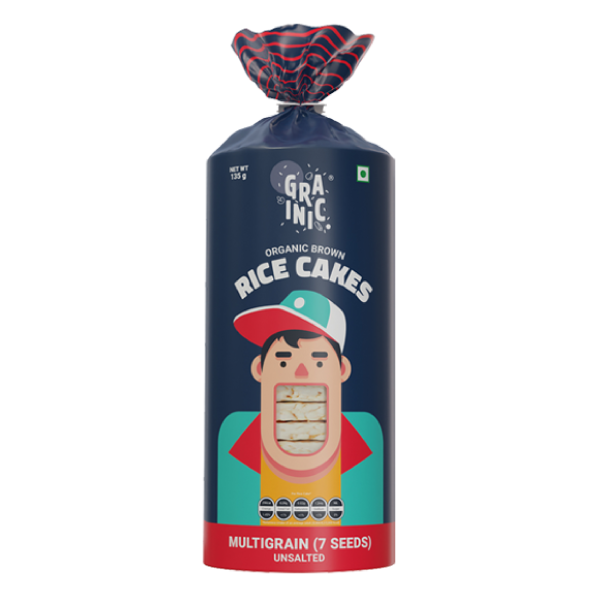 NET WT
135 g
GRA
INIC.
®
ORGANIC BROWN
RICE CAKES
MULTIGRAIN (7 SEEDS)
UNSALTED